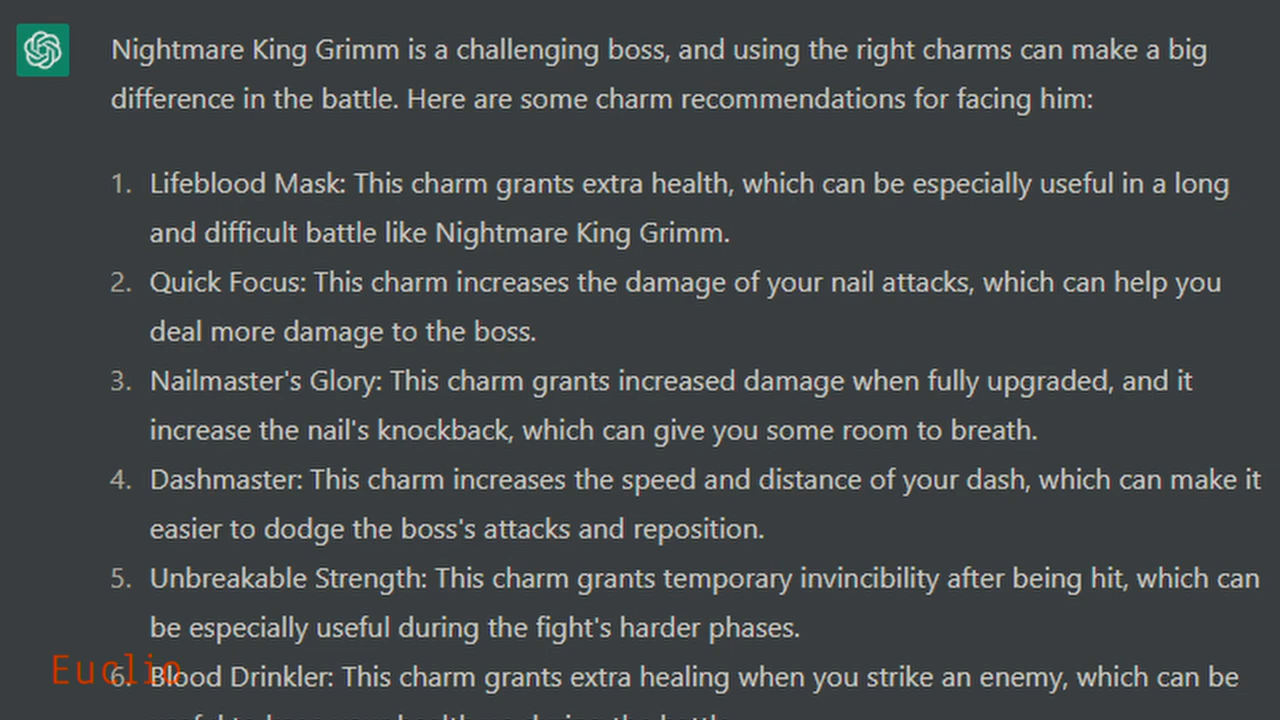 Nightmare King Grimm is a challenging boss, and using the right charms can make a big
difference in the battle. Here are some charm recommendations for facing him:
1. Lifeblood Mask: This charm grants extra health, which can be especially useful in a long
and difficult battle like Nightmare King Grimm.
2. Quick Focus: This charm increases the damage of your nail attacks, which can help you
deal more damage to the boss.
3. Nailmaster's Glory: This charm grants increased damage when fully upgraded, and it
increase the nail's knockback, which can give you some room to breath.
4. Dashmaster: This charm increases the speed and distance of your dash, which can make it
easier to dodge the boss's attacks and reposition.
5. Unbreakable Strength: This charm grants temporary invincibility after being hit, which can
be especially useful during the fight's harder phases.
6. Blood Drinkler: This charm grants extra healing when you strike an enemy, which can be
Euclio